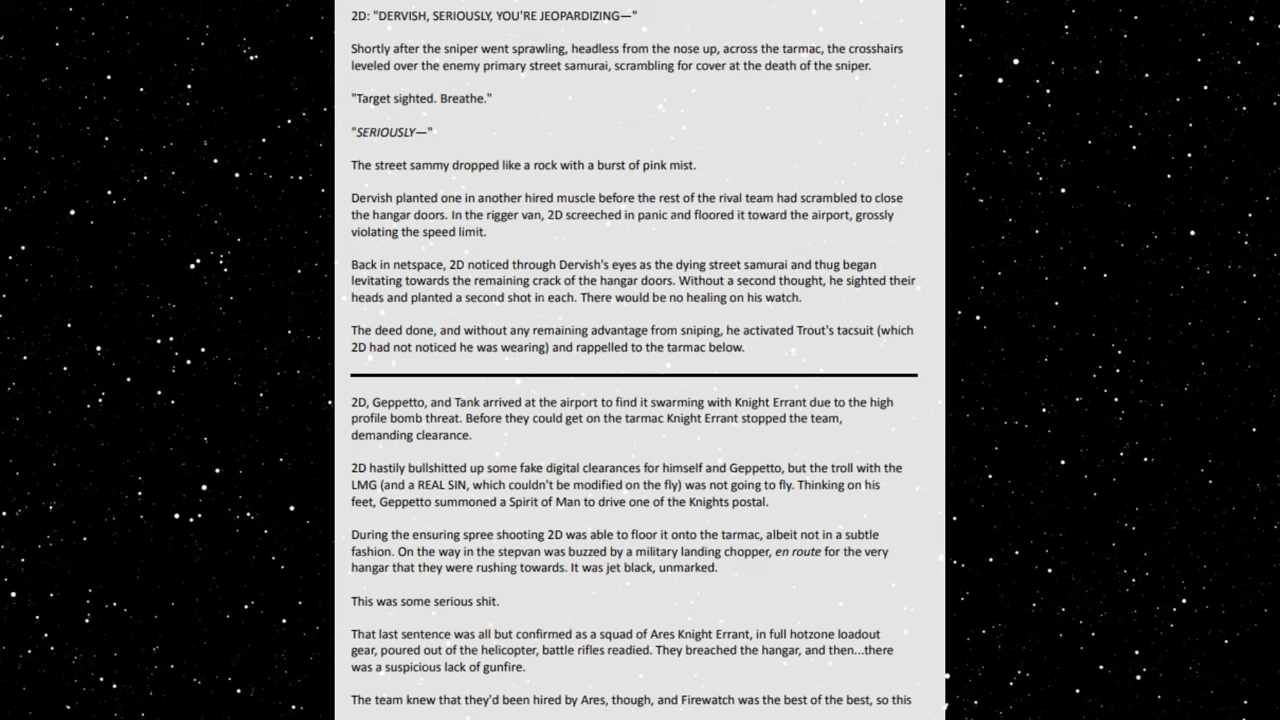 2D: "DERVISH, SERIOUSLY, YOU'RE JEOPARDIZING—"
Shortly after the sniper went sprawling, headless from the nose up, across the tarmac, the crosshairs
leveled over the enemy primary street samurai, scrambling for cover at the death of the sniper.
"Target sighted. Breathe."
"SERIOUSLY—"
The street sammy dropped like a rock with a burst of pink mist.
Dervish planted one in another hired muscle before the rest of the rival team had scrambled to close
the hangar doors. In the rigger van, 2D screeched in panic and floored it toward the airport, grossly
violating the speed limit.
Back in netspace, 2D noticed through Dervish's eyes as the dying street samurai and thug began
levitating towards the remaining crack of the hangar doors. Without a second thought, he sighted their
heads and planted a second shot in each. There would be no healing on his watch.
The deed done, and without any remaining advantage from sniping, he activated Trout's tacsuit (which
2D had not noticed he was wearing) and rappelled to the tarmac below.
2D, Geppetto, and Tank arrived at the airport to find it swarming with Knight Errant due to the high
profile bomb threat. Before they could get on the tarmac Knight Errant stopped the team,
demanding clearance.
2D hastily bullshitted up some fake digital clearances for himself and Geppetto, but the troll with the
LMG (and a REAL SIN, which couldn't be modified on the fly) was not going to fly. Thinking on his
feet, Geppetto summoned a Spirit of Man to drive one of the Knights postal.
During the ensuring spree shooting 2D was able to floor it onto the tarmac, albeit not in a subtle
fashion. On the way in the stepvan was buzzed by a military landing chopper, en route for the very
hangar that they were rushing towards. It was jet black, unmarked.
This was some serious shit.
That last sentence was all but confirmed as a squad of Ares Knight Errant, in full hotzone loadout
gear, poured out of the helicopter, battle rifles readied. They breached the hangar, and then...there
was a suspicious lack of gunfire.
The team knew that they'd been hired by Ares, though, and Firewatch was the best of the best, so this